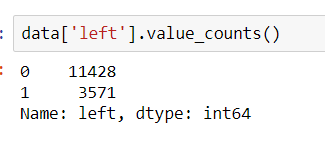 : data['left'].value_counts()
: 0    11428
1     3571
Name: left, dtype: int64